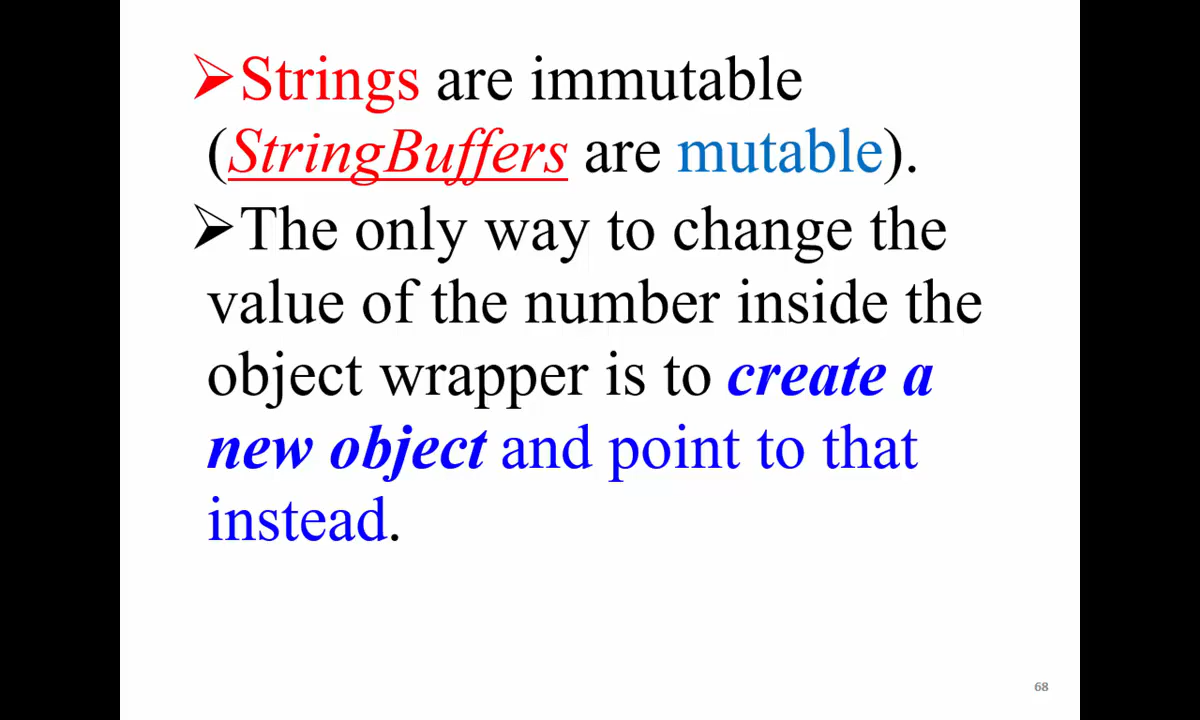 ➢Strings are immutable
(StringBuffers are mutable).
➢The only way to change the
value of the number inside the
object wrapper is to create a
new object and point to that
instead.
68